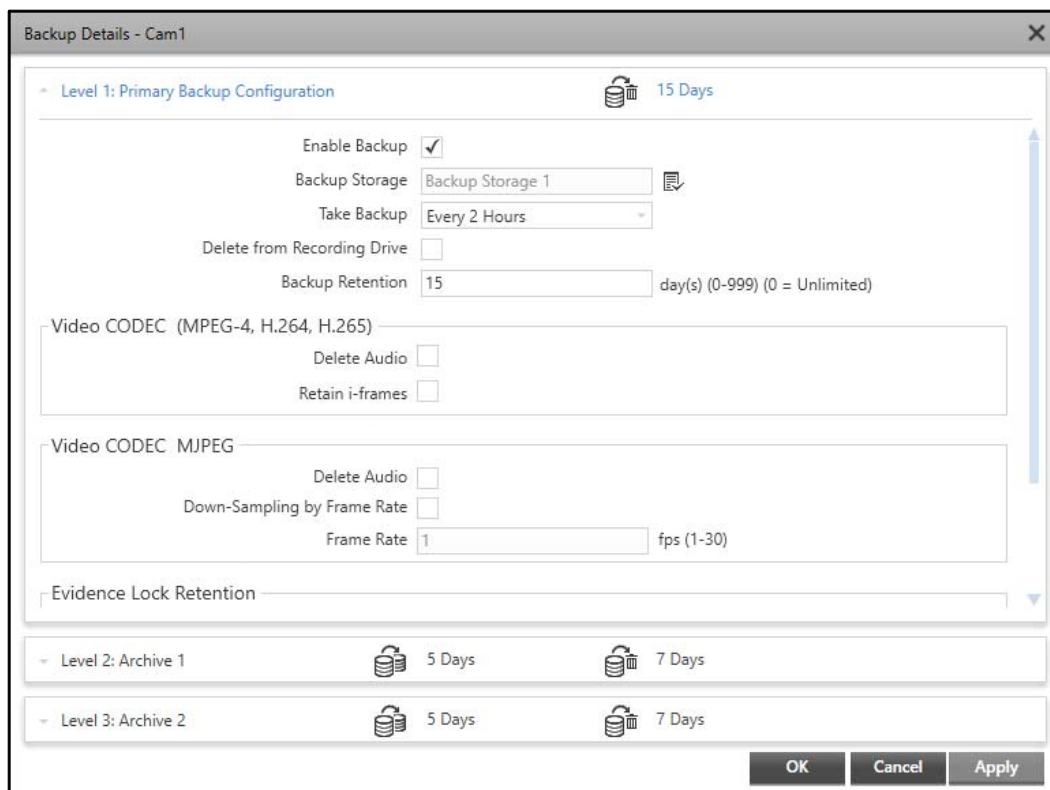 Backup Details - Cam1
Level 1: Primary Backup Configuration 15 Days
Enable Backup
Backup Storage Backup Storage 1
Take Backup Every 2 Hours
Delete from Recording Drive
Backup Retention 15 day(s) (0-999) (0 = Unlimited)
Video CODEC (MPEG-4, H.264, H.265)
Delete Audio
Retain i-frames
Video CODEC MJPEG
Delete Audio
Down-Sampling by Frame Rate
Frame Rate 1 fps (1-30)
Evidence Lock Retention
Level 2: Archive 1 5 Days 7 Days
Level 3: Archive 2 5 Days 7 Days
OK Cancel Apply